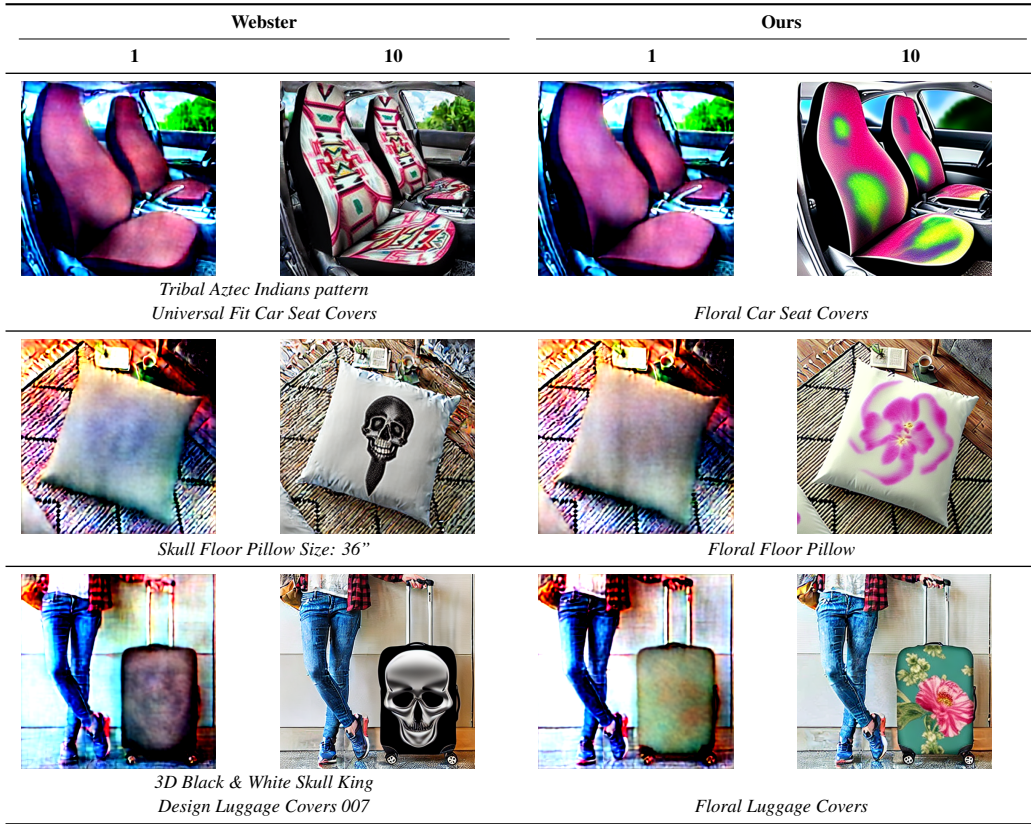 Webster
Ours
1
10
1
10
Tribal Aztec Indians pattern
Universal Fit Car Seat Covers
Floral Car Seat Covers
Skull Floor Pillow Size: 36”
Floral Floor Pillow
3D Black & White Skull King
Design Luggage Covers 007
Floral Luggage Covers